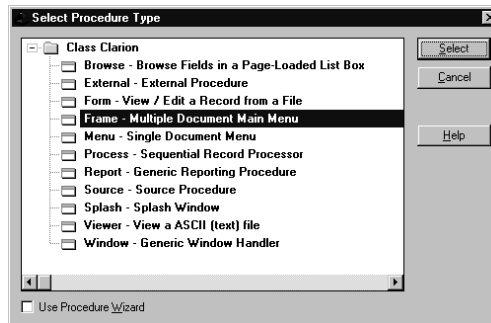 Select Procedure Type
Class Clarion
Browse - Browse Fields in a Page-Loaded List Box
External - External Procedure
Form - View / Edit a Record from a File
Frame - Multiple Document Main Menu
Menu - Single Document Menu
Process - Sequential Record Processor
Report - Generic Reporting Procedure
Source - Source Procedure
Splash - Splash Window
Viewer - View a ASCII (text) file
Window - Generic Window Handler
Select
Cancel
Help
Use Procedure Wizard